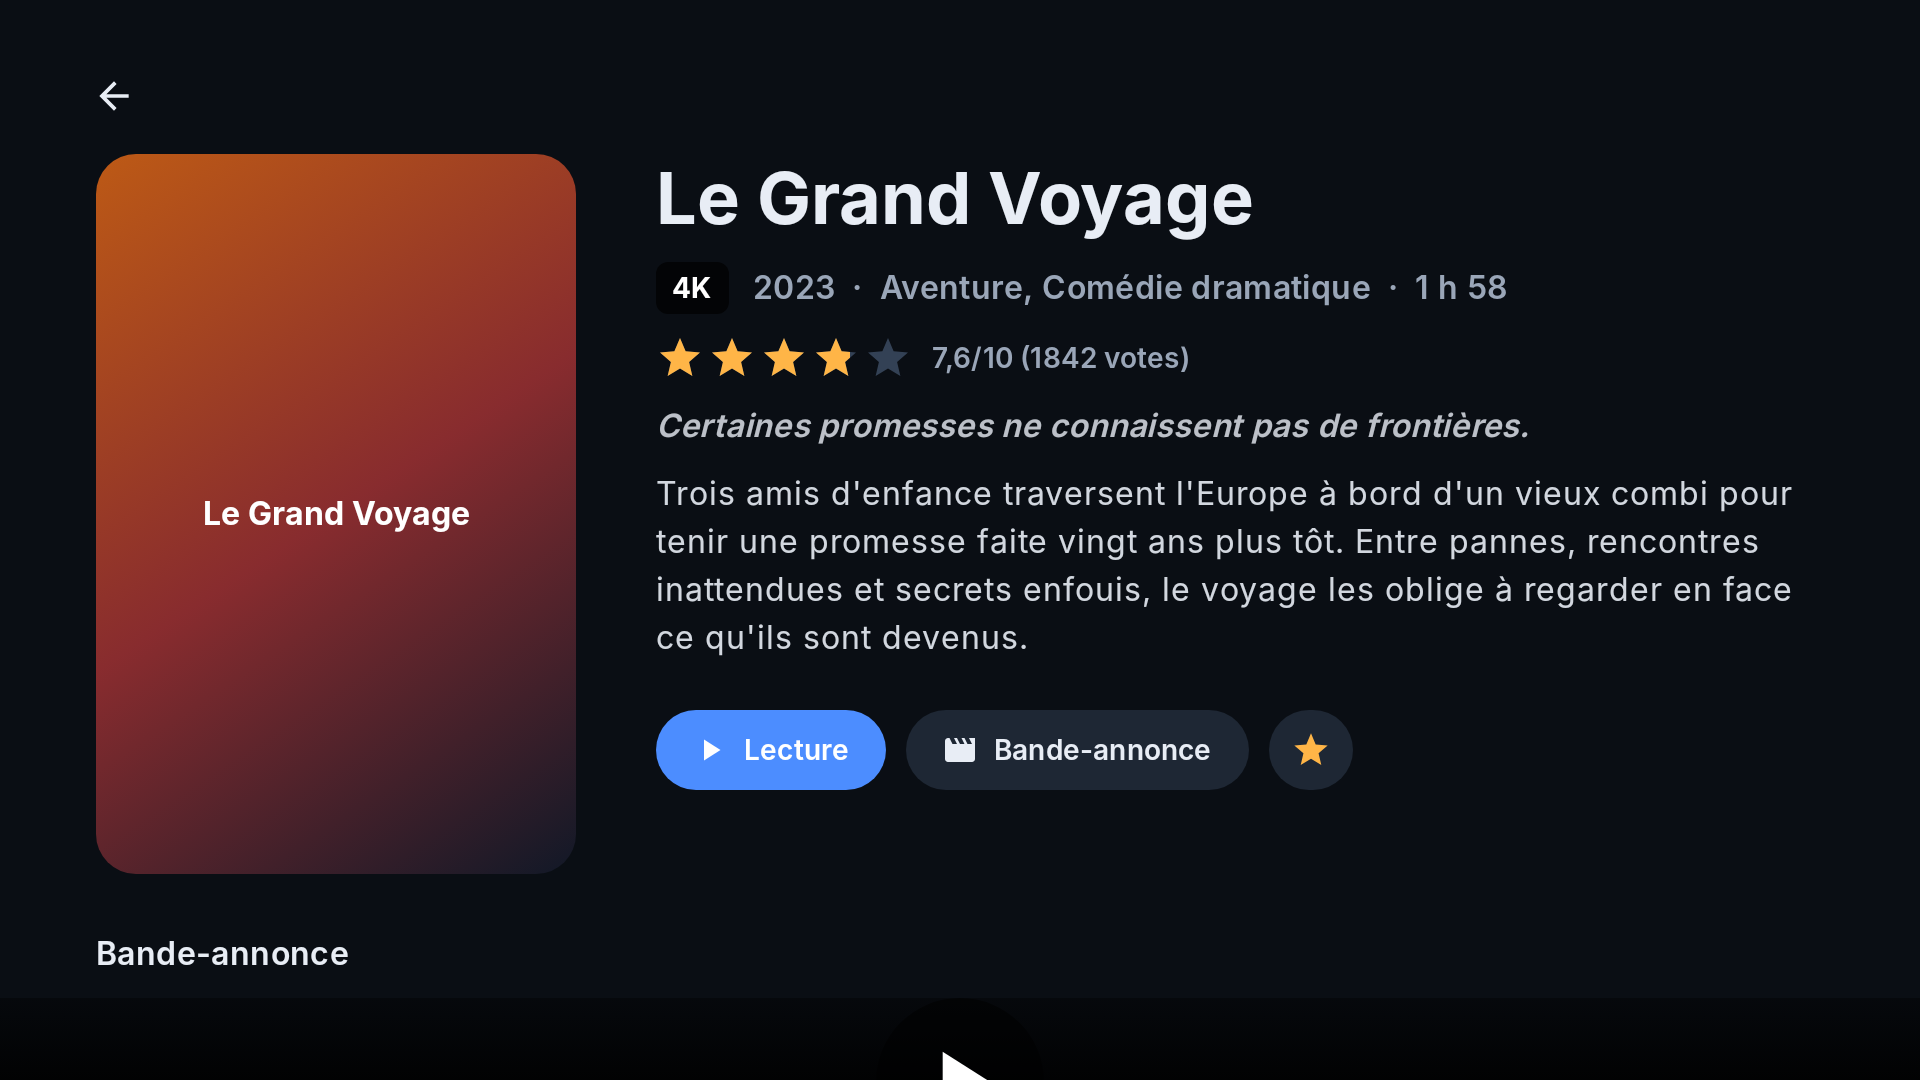 Le Grand Voyage
Le Grand Voyage
4K 2023 · Aventure, Comédie dramatique · 1 h 58
7,6/10 (1842 votes)
Certaines promesses ne connaissent pas de frontières.
Trois amis d'enfance traversent l'Europe à bord d'un vieux combi pour
tenir une promesse faite vingt ans plus tôt. Entre pannes, rencontres
inattendues et secrets enfouis, le voyage les oblige à regarder en face
ce qu'ils sont devenus.
Lecture
Bande-annonce
Bande-annonce